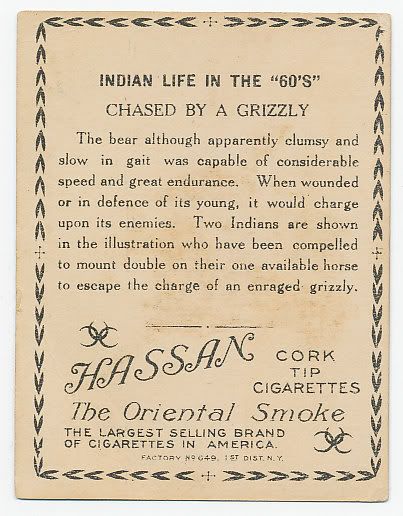 INDIAN LIFE IN THE "60'S"
CHASED BY A GRIZZLY
The bear although apparently clumsy and
slow in gait was capable of considerable
speed and great endurance. When wounded
or in defence of its young, it would charge
upon its enemies. Two Indians are shown
in the illustration who have been compelled
to mount double on their one available horse
to escape the charge of an enraged grizzly.
HASSAN CORK
TIP
CIGARETTES
The Oriental Smoke
THE LARGEST SELLING BRAND
OF CIGARETTES IN AMERICA.
FACTORY No 649, 1ST DIST. N.Y.